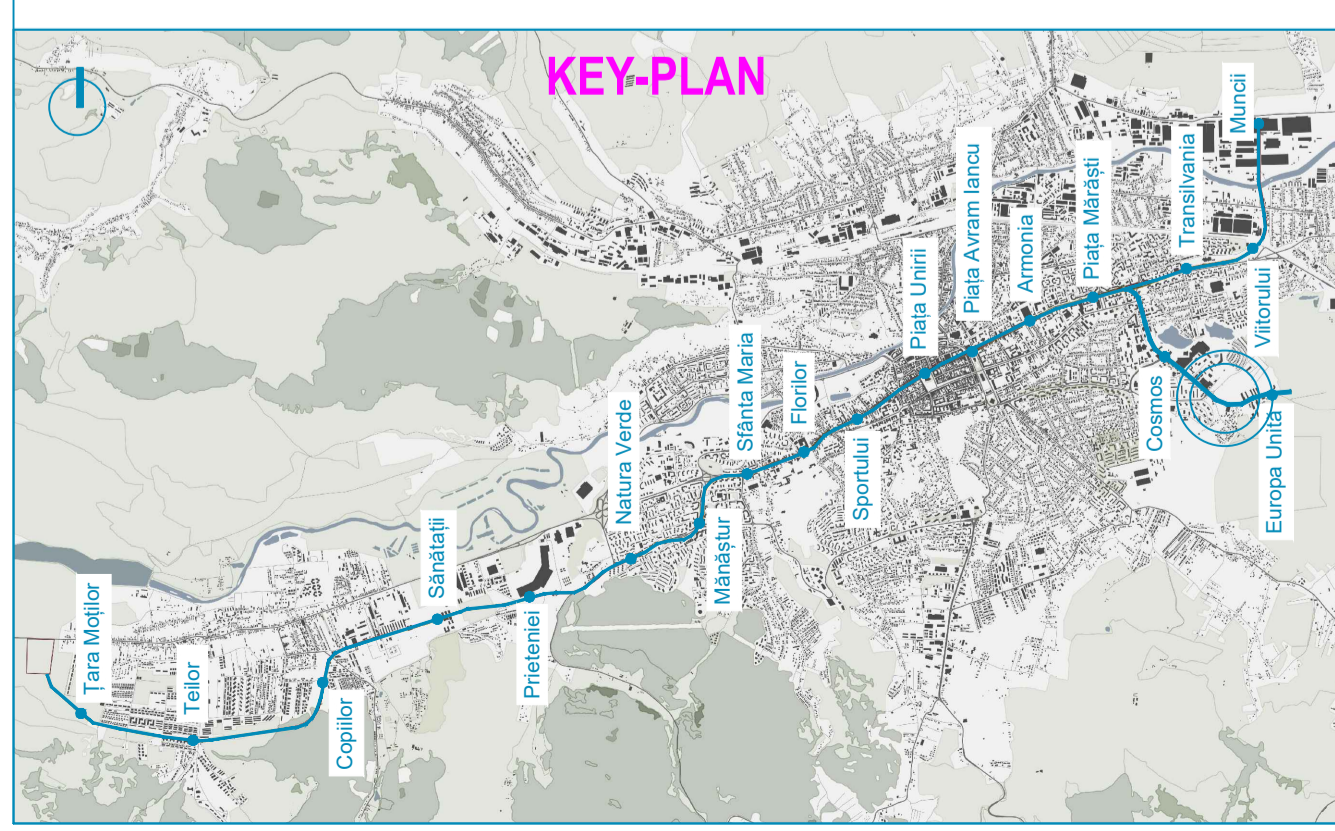 KEY-PLAN
Țara Moților
Teilor
Copiilor
Sănătații
Prieteniei
Natura Verde
Mănăștur
Sfânta Maria
Florilor
Sportului
Piața Unirii
Piața Avram Iancu
Armonia
Piața Mărăști
Transilvania
Viitorului
Muncii
Cosmos
Europa Unită